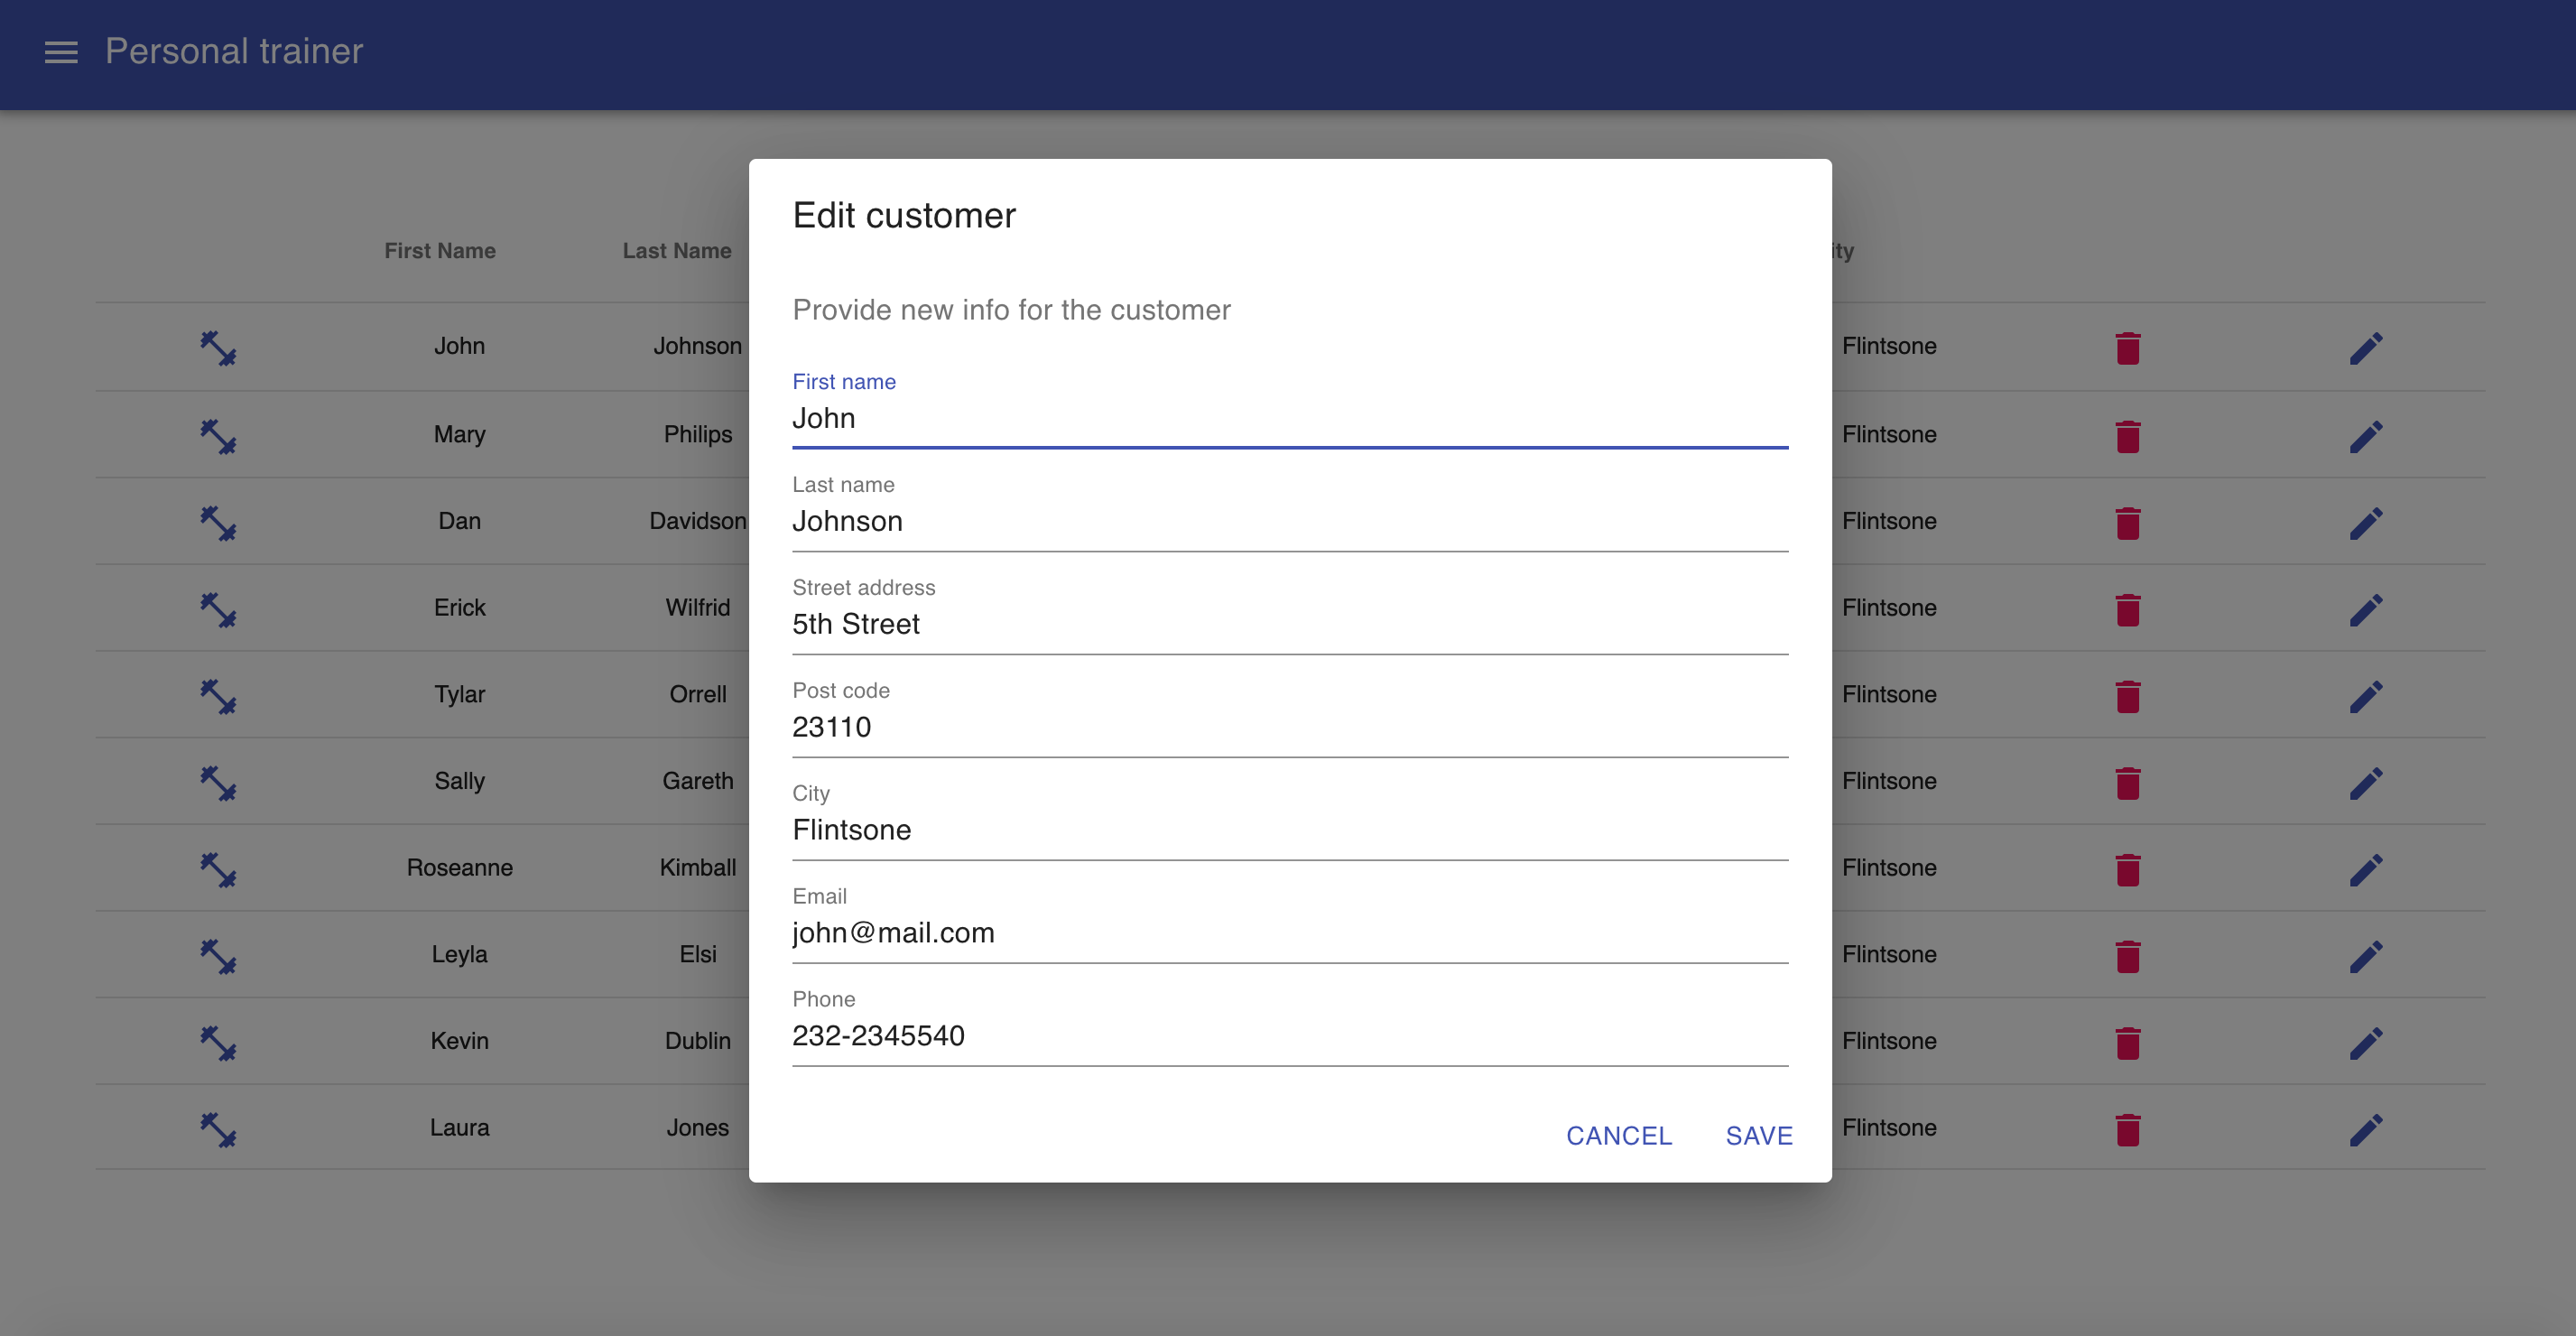 Personal trainer
Edit customer
First Name Last Name ity
Provide new info for the customer
John Johnson Flintsone
First name
John
Mary Philips Flintsone
Last name
Johnson
Dan Davidson Flintsone
Street address
5th Street
Erick Wilfrid Flintsone
Post code
23110
Tylar Orrell Flintsone
City
Flintsone
Sally Gareth Flintsone
Email
john@mail.com
Roseanne Kimball Flintsone
Phone
232-2345540
Leyla Elsi Flintsone
Kevin Dublin Flintsone
Laura Jones Flintsone
CANCEL SAVE